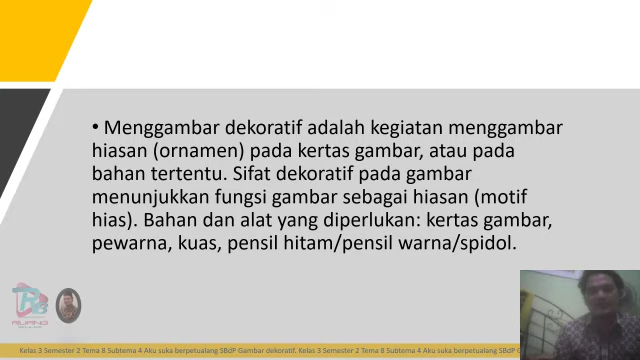 • Menggambar dekoratif adalah kegiatan menggambar
hiasan (ornamen) pada kertas gambar, atau pada
bahan tertentu. Sifat dekoratif pada gambar
menunjukkan fungsi gambar sebagai hiasan (motif
hias). Bahan dan alat yang diperlukan: kertas gambar,
pewarna, kuas, pensil hitam/pensil warna/spidol.
Kelas 3 Semester 2 Tema 8 Subtema 4 Aku suka berpetualang SBdP Gambar dekoratif. Kelas 3 Semester 2 Tema 8 Subtema 4 Aku suka berpetualang SBdP G